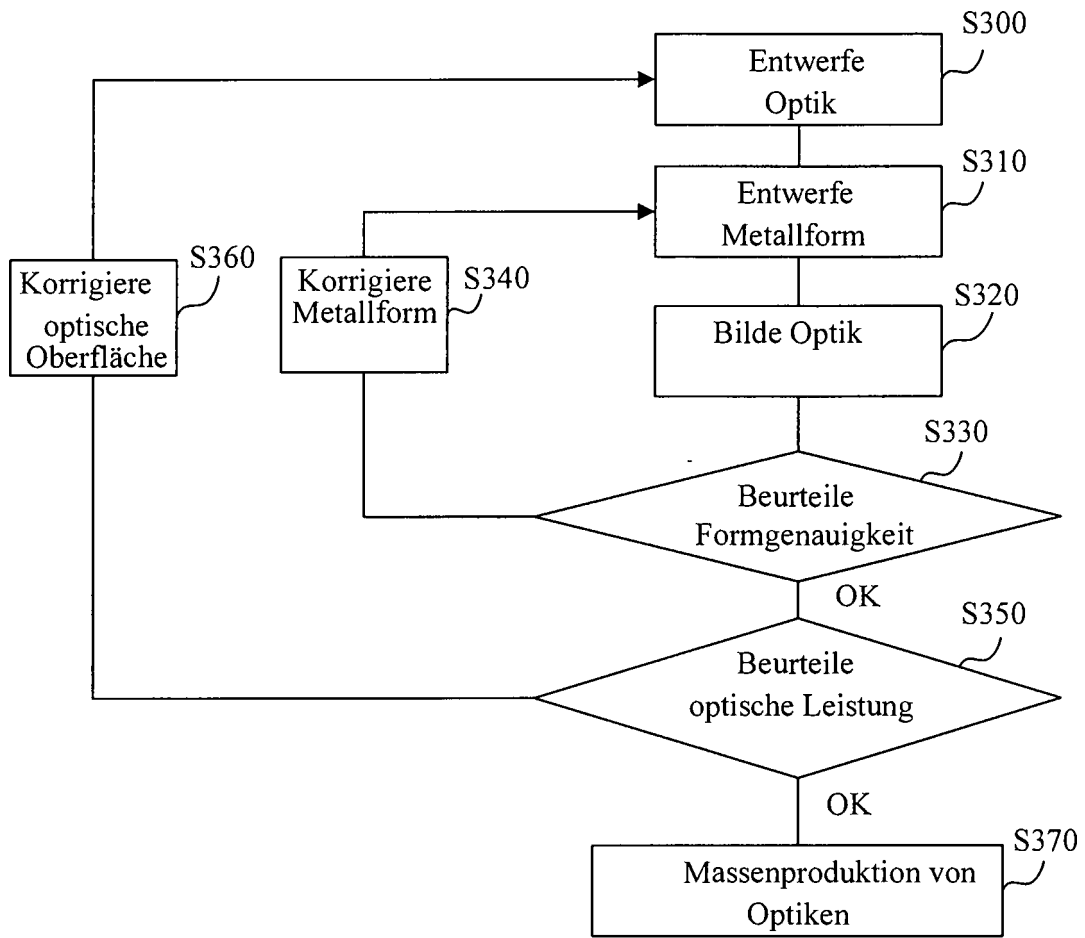 S300
Entwerfe
Optik
S310
Entwerfe
Metallform
S360
Korrigiere
optische
Oberfläche
S340
Korrigiere
Metallform
S320
Bilde Optik
S330
Beurteile
Formgenauigkeit
OK
S350
Beurteile
optische Leistung
OK
S370
Massenproduktion von
Optiken